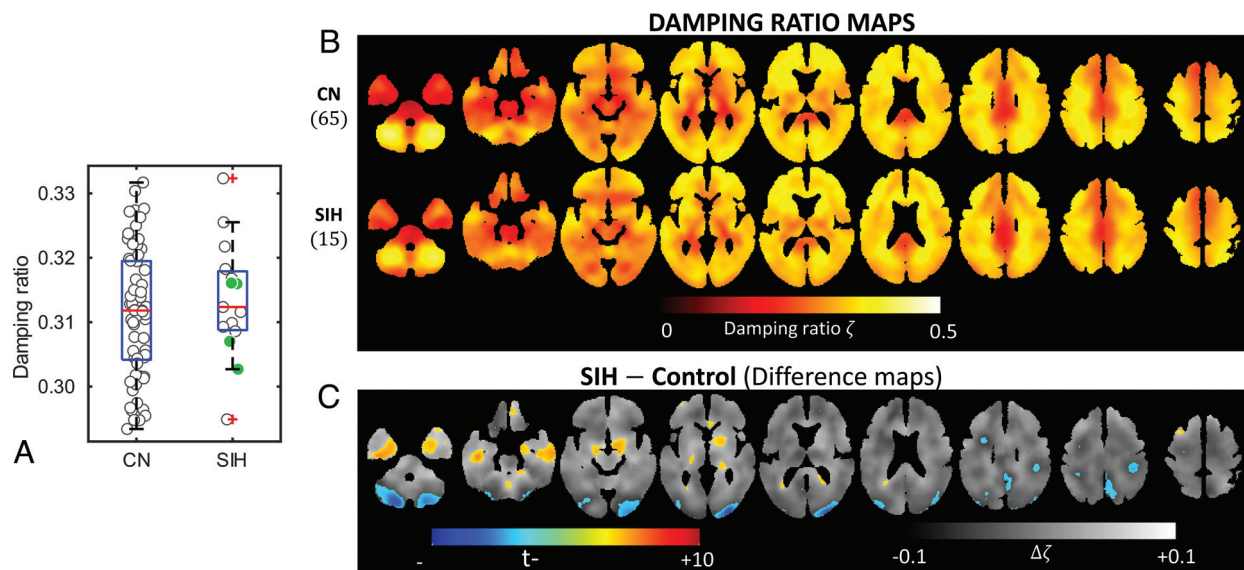 DAMPING RATIO MAPS
B
CN
(65)
SIH
(15)
0
Damping ratio ζ
0.5
0.33
0.32
0.31
0.30
Damping ratio
CN
SIH
A
SIH − Control (Difference maps)
C
-
t-
+10
-0.1
Δζ
+0.1